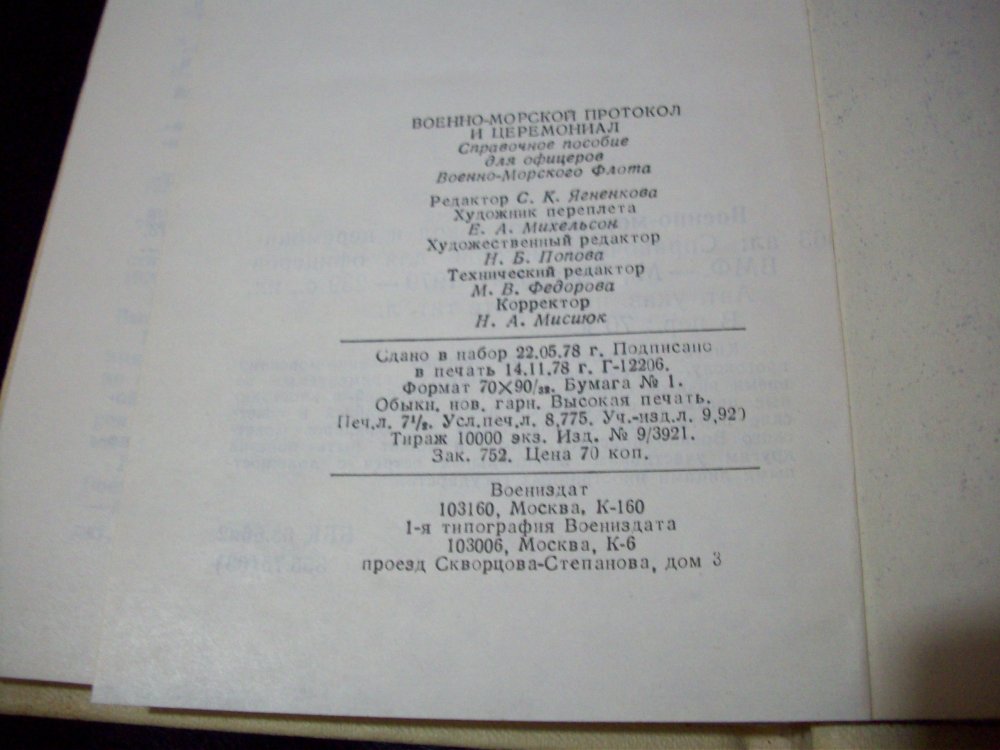 ВОЕННО-МОРСКОЙ ПРОТОКОЛ
И ЦЕРЕМОНИАЛ
Справочное пособие
для офицеров
Военно-Морского Флота
Редактор С. К. Ягненкова
Художник переплета
Е. А. Михельсон
Художественный редактор
Н. Б. Попова
Технический редактор
М. В. Федорова
Корректор
Н. А. Мисиюк
Сдано в набор 22.05.78 г. Подписано
в печать 14.11.78 г. Г-12206.
Формат 70×90/₃₂. Бумага № 1.
Обыкн. нов. гарн. Высокая печать.
Печ.л. 7¹/₂. Усл.печ.л. 8,775. Уч.-изд.л. 9,920
Тираж 10000 экз. Изд. № 9/3921.
Зак. 752. Цена 70 коп.
Воениздат
103160, Москва, К-160
1-я типография Воениздата
103006, Москва, К-6
проезд Скворцова-Степанова, дом 3